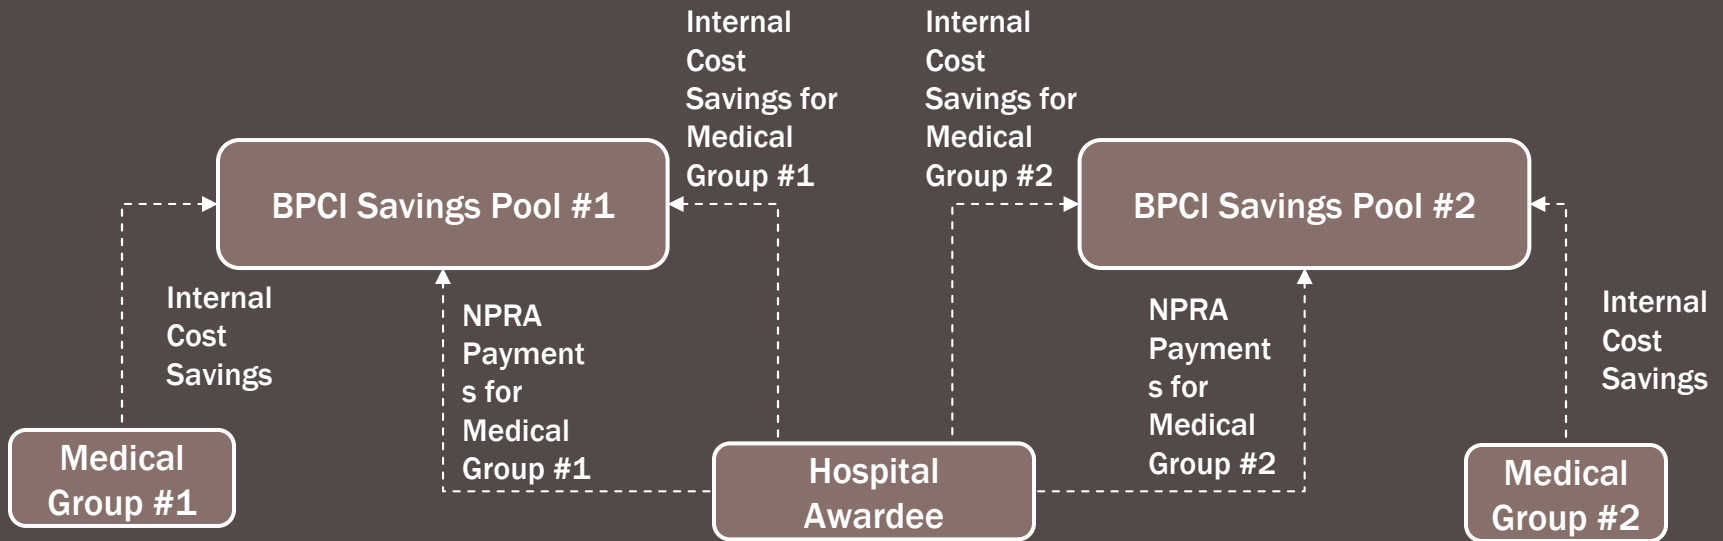 Internal
Cost
Savings for
Medical
Group #1
Internal
Cost
Savings for
Medical
Group #2
BPCI Savings Pool #1
BPCI Savings Pool #2
Internal
Cost
Savings
NPRA
Payment
s for
Medical
Group #1
NPRA
Payment
s for
Medical
Group #2
Internal
Cost
Savings
Medical
Group #1
Hospital
Awardee
Medical
Group #2